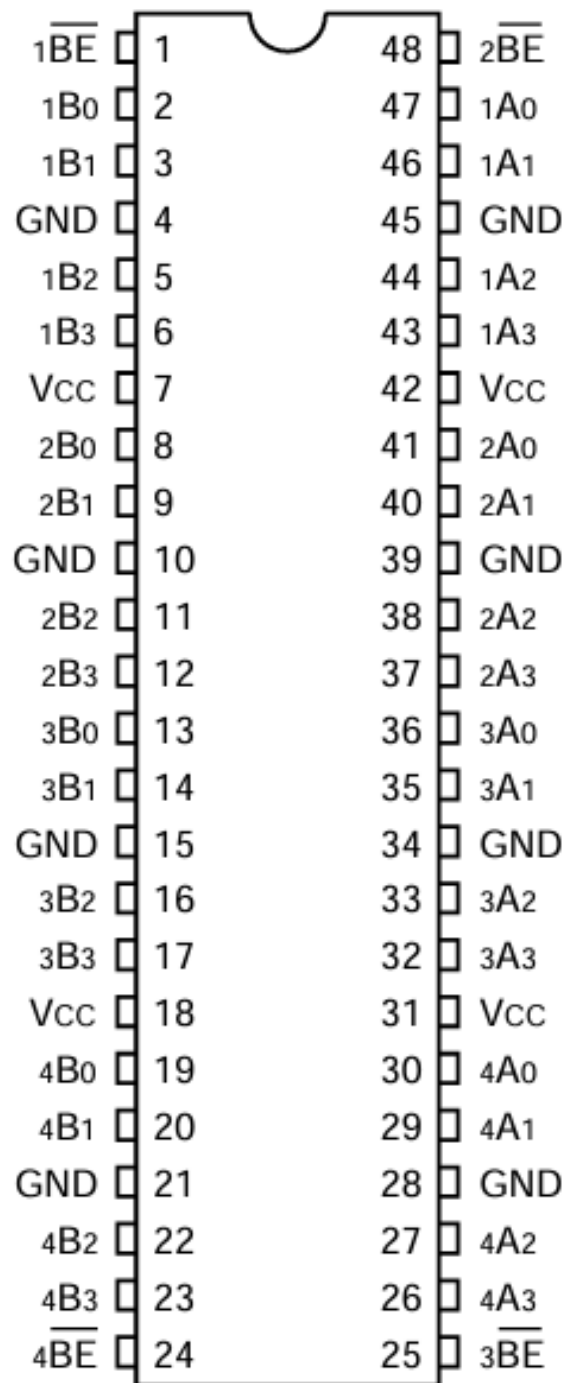 1B̅E̅ 1 48 2B̅E̅
1B0 2 47 1A0
1B1 3 46 1A1
GND 4 45 GND
1B2 5 44 1A2
1B3 6 43 1A3
VCC 7 42 VCC
2B0 8 41 2A0
2B1 9 40 2A1
GND 10 39 GND
2B2 11 38 2A2
2B3 12 37 2A3
3B0 13 36 3A0
3B1 14 35 3A1
GND 15 34 GND
3B2 16 33 3A2
3B3 17 32 3A3
VCC 18 31 VCC
4B0 19 30 4A0
4B1 20 29 4A1
GND 21 28 GND
4B2 22 27 4A2
4B3 23 26 4A3
4B̅E̅ 24 25 3B̅E̅